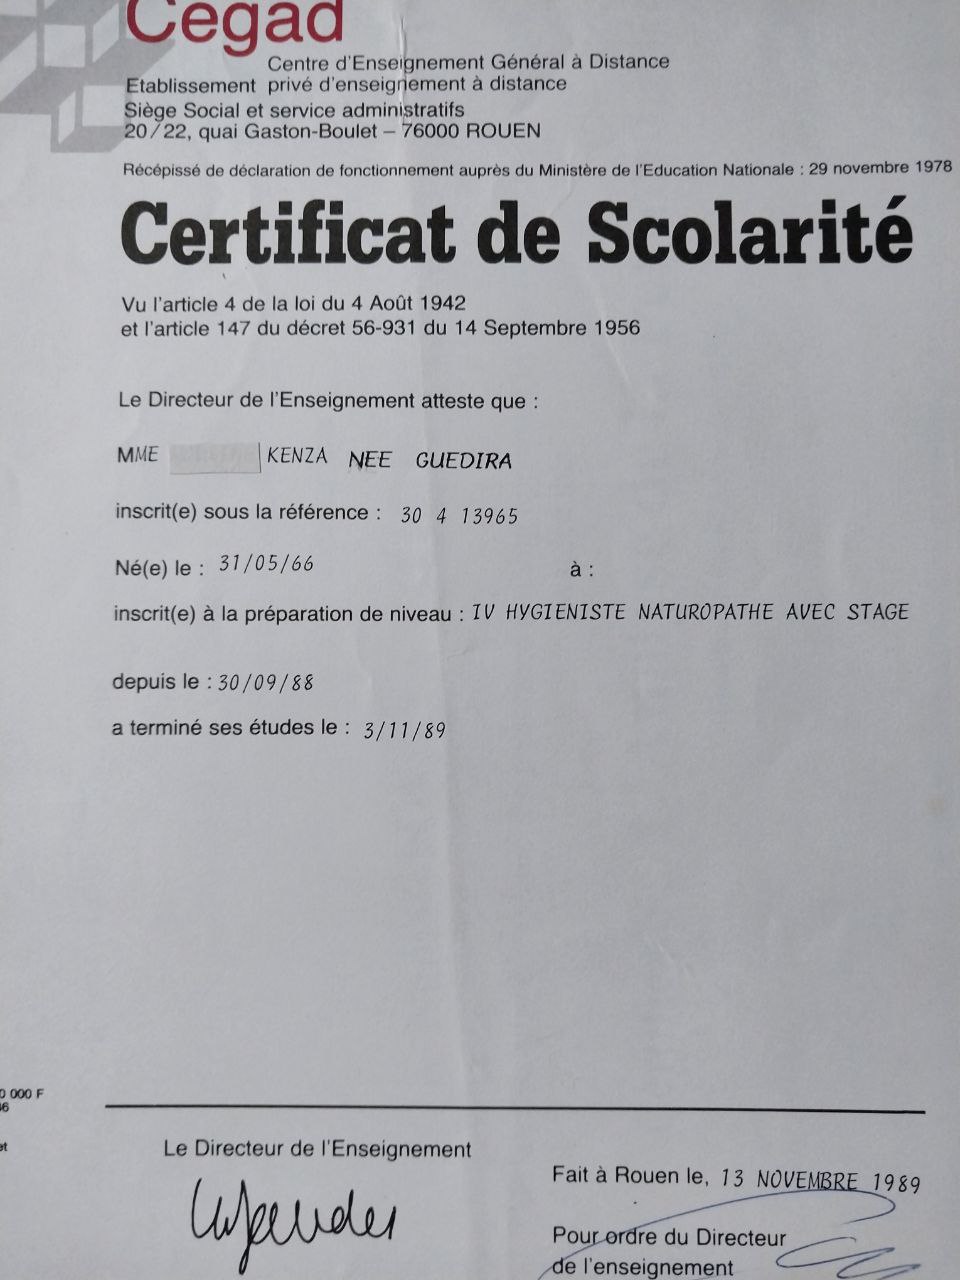 Cegad
Centre d'Enseignement Général à Distance
Etablissement privé d'enseignement à distance
Siège Social et service administratifs
20/22, quai Gaston-Boulet – 76000 ROUEN
Récépissé de déclaration de fonctionnement auprès du Ministère de l'Education Nationale : 29 novembre 1978
Certificat de Scolarité
Vu l'article 4 de la loi du 4 Août 1942
et l'article 147 du décret 56-931 du 14 Septembre 1956
Le Directeur de l'Enseignement atteste que :
MME KENZA NEE GUEDIRA
inscrit(e) sous la référence : 30 4 13965
Né(e) le : 31/05/66 à :
inscrit(e) à la préparation de niveau : IV HYGIENISTE NATUROPATHE AVEC STAGE
depuis le : 30/09/88
a terminé ses études le : 3/11/89
0 000 F
Le Directeur de l'Enseignement
Fait à Rouen le, 13 NOVEMBRE 1989
Pour ordre du Directeur
de l'enseignement